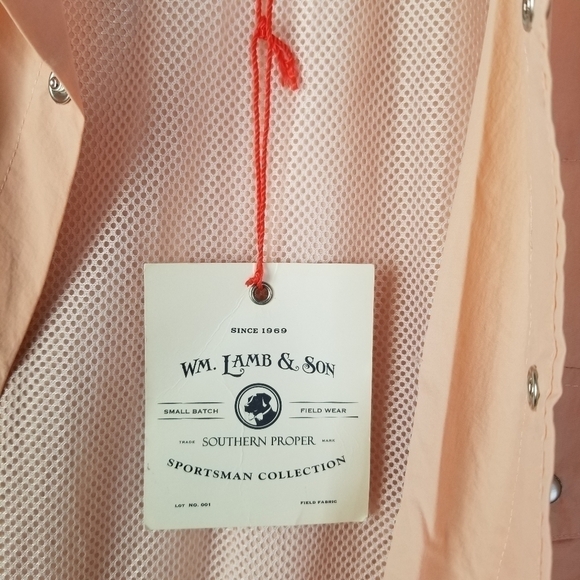 SINCE 1969
WM. LAMB & SON
SMALL BATCH FIELD WEAR
TRADE SOUTHERN PROPER MARK
SPORTSMAN COLLECTION
LOT NO. 001 FIELD FABRIC